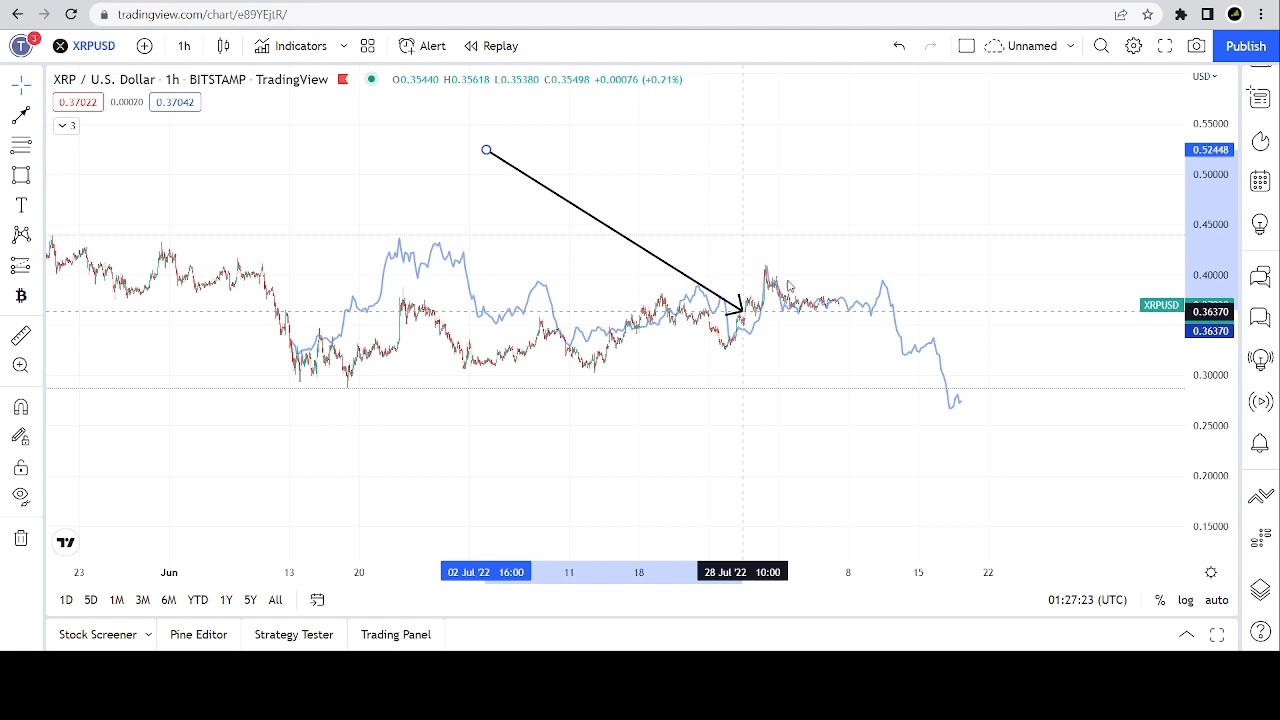 tradingview.com/chart/e89YEjtR/
T 3 XRPUSD 1h Indicators Alert Replay Unnamed Publish
XRP / U.S. Dollar · 1h · BITSTAMP · TradingView O0.35440 H0.35618 L0.35380 C0.35498 +0.00076 (+0.21%) USD
0.37022 0.00020 0.37042
3
0.55000
0.52448
0.50000
0.45000
0.40000
XRPUSD
0.36370
0.36370
0.30000
0.25000
0.20000
0.15000
23 Jun 13 20 02 Jul '22 16:00 11 18 28 Jul '22 10:00 8 15 22
1D 5D 1M 3M 6M YTD 1Y 5Y All 01:27:23 (UTC) % log auto
Stock Screener Pine Editor Strategy Tester Trading Panel